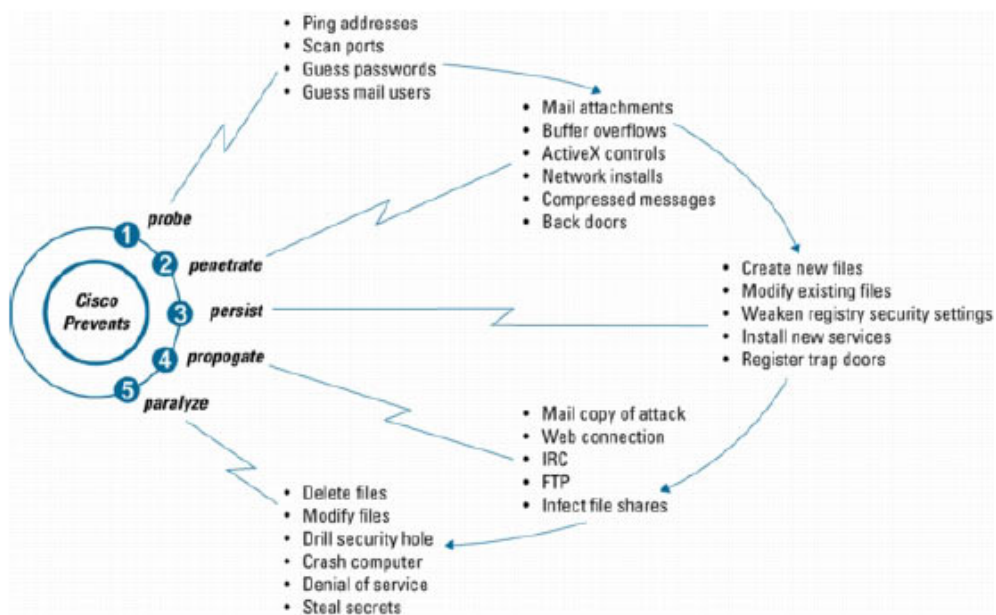 • Ping addresses
• Scan ports
• Guess passwords
• Guess mail users
• Mail attachments
• Buffer overflows
• ActiveX controls
• Network installs
• Compressed messages
• Back doors
1 probe
2 penetrate
Cisco
Prevents
3 persist
4 propogate
5 paralyze
• Create new files
• Modify existing files
• Weaken registry security settings
• Install new services
• Register trap doors
• Mail copy of attack
• Web connection
• IRC
• FTP
• Infect file shares
• Delete files
• Modify files
• Drill security hole
• Crash computer
• Denial of service
• Steal secrets